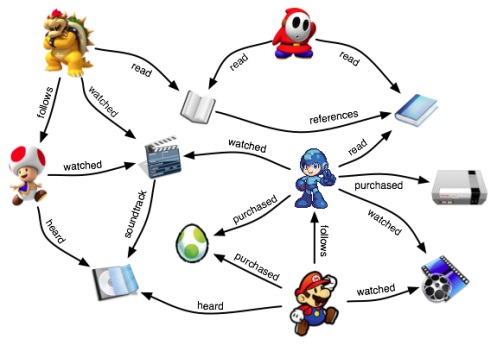 read
read
read
follows
watched
references
watched
read
watched
purchased
soundtrack
purchased
watched
heard
follows
purchased
watched
heard